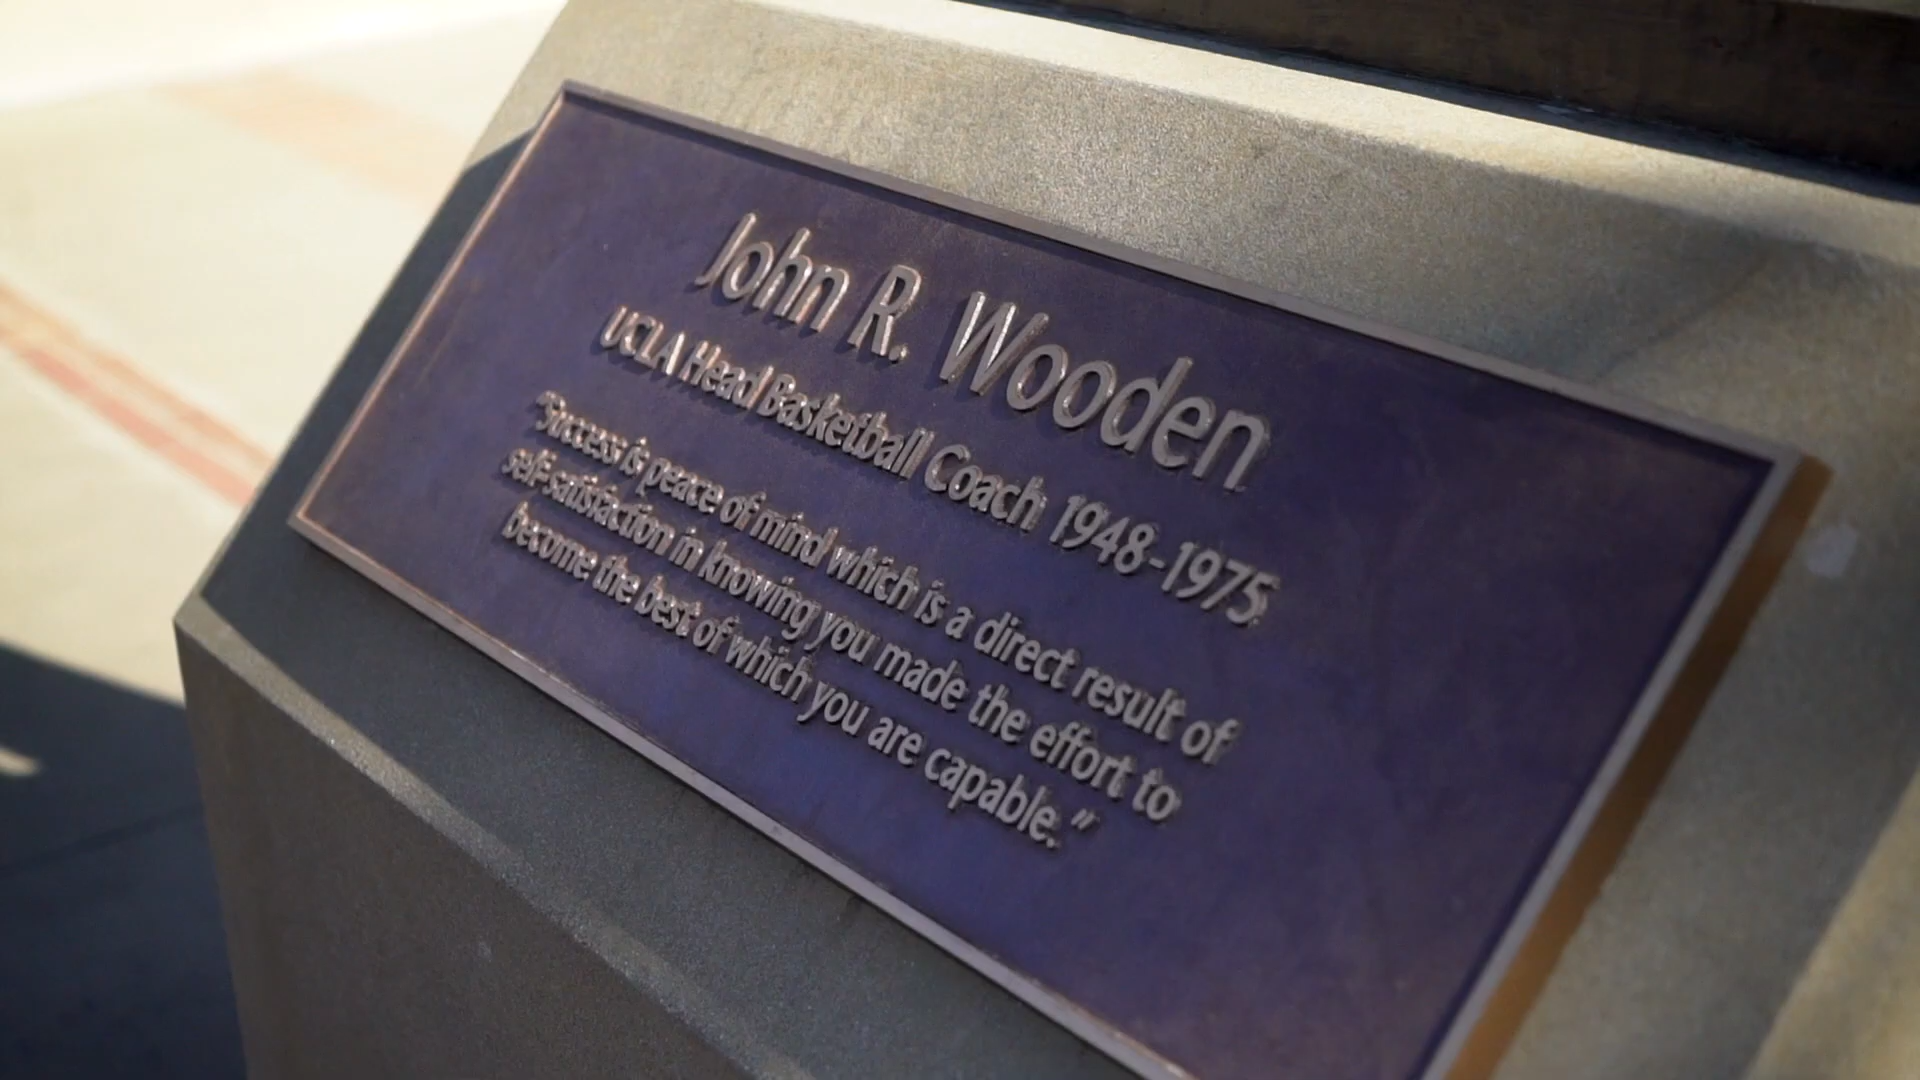 John R. Wooden
UCLA Head Basketball Coach 1948-1975
"Success is peace of mind which is a direct result of
self-satisfaction in knowing you made the effort to
become the best of which you are capable."